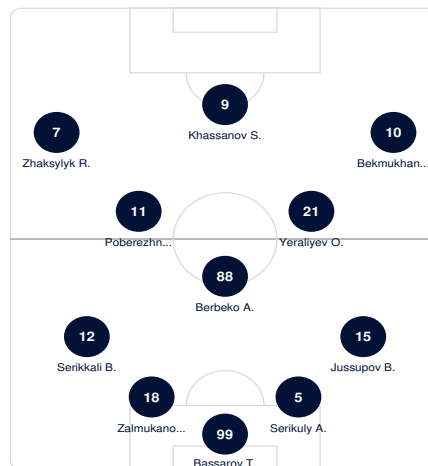 9
Khassanov S.
7
Zhaksylyk R.
10
Bekmukhan...
11
Poberezhn...
21
Yeraliyev O.
88
Berbeko A.
12
Serikkali B.
15
Jussupov B.
18
Zalmukano...
5
Serikuly A.
99
Bassarov T.